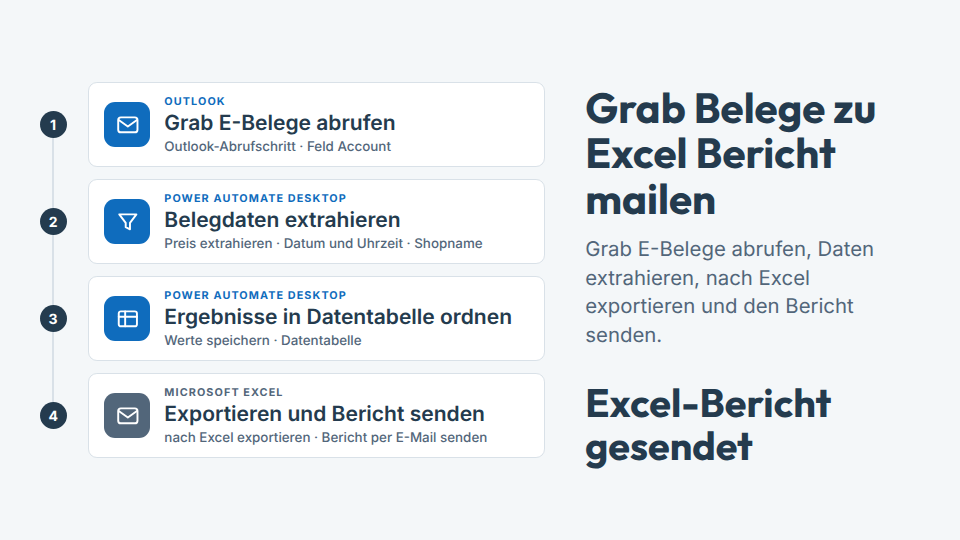 1
OUTLOOK
Grab E-Belege abrufen
Outlook-Abrufschritt · Feld Account
2
POWER AUTOMATE DESKTOP
Belegdaten extrahieren
Preis extrahieren · Datum und Uhrzeit · Shopname
3
POWER AUTOMATE DESKTOP
Ergebnisse in Datentabelle ordnen
Werte speichern · Datentabelle
4
MICROSOFT EXCEL
Exportieren und Bericht senden
nach Excel exportieren · Bericht per E-Mail senden
Grab Belege zu
Excel Bericht
mailen
Grab E-Belege abrufen, Daten
extrahieren, nach Excel
exportieren und den Bericht
senden.
Excel-Bericht
gesendet